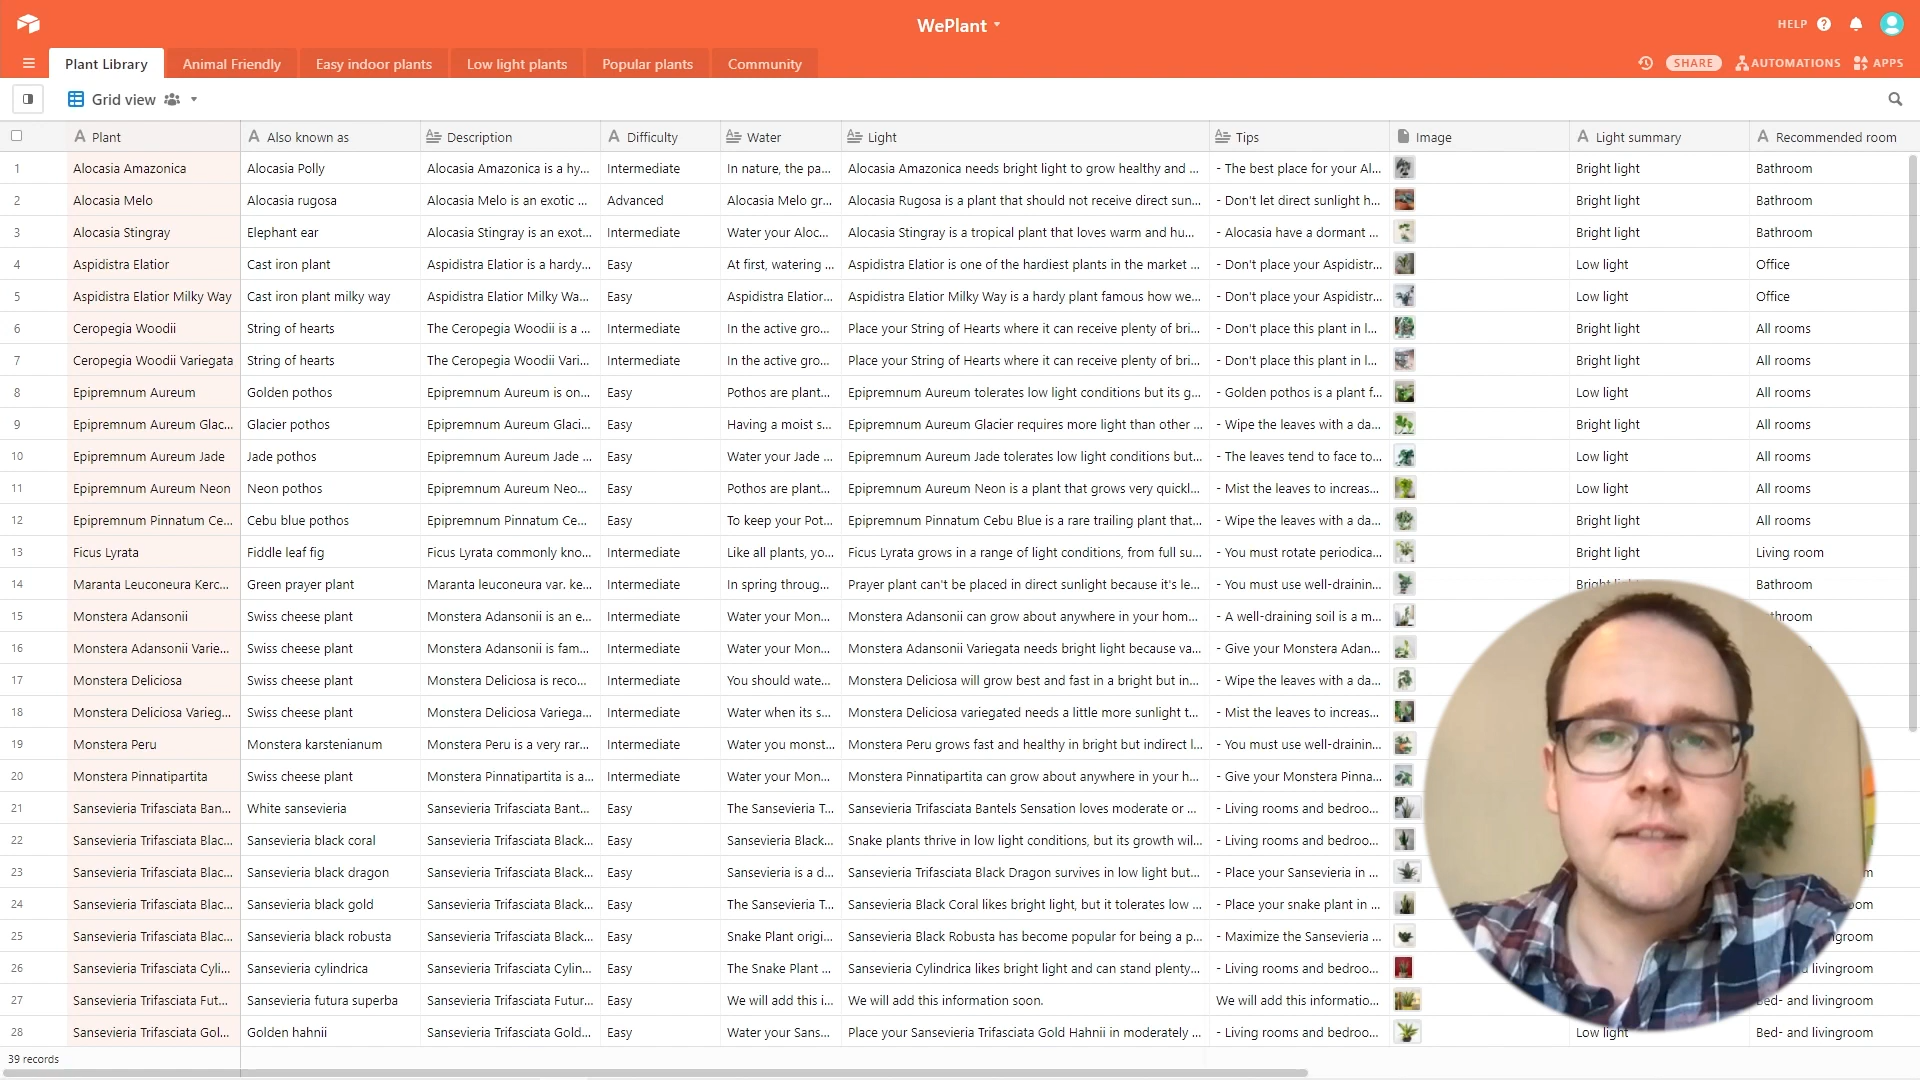 WePlant
HELP
Plant Library Animal Friendly Easy indoor plants Low light plants Popular plants Community SHARE AUTOMATIONS APPS
Grid view
Plant Also known as Description Difficulty Water Light Tips Image Light summary Recommended room
1 Alocasia Amazonica Alocasia Polly Alocasia Amazonica is a hy... Intermediate In nature, the pa... Alocasia Amazonica needs bright light to grow healthy and ... - The best place for your Al... Bright light Bathroom
2 Alocasia Melo Alocasia rugosa Alocasia Melo is an exotic ... Advanced Alocasia Melo gr... Alocasia Rugosa is a plant that should not receive direct sun... - Don't let direct sunlight h... Bright light Bathroom
3 Alocasia Stingray Elephant ear Alocasia Stingray is an exot... Intermediate Water your Aloc... Alocasia Stingray is a tropical plant that loves warm and hu... - Alocasia have a dormant ... Bright light Bathroom
4 Aspidistra Elatior Cast iron plant Aspidistra Elatior is a hardy... Easy At first, watering ... Aspidistra Elatior is one of the hardiest plants in the market ... - Don't place your Aspidistr... Low light Office
5 Aspidistra Elatior Milky Way Cast iron plant milky way Aspidistra Elatior Milky Wa... Easy Aspidistra Elatior... Aspidistra Elatior Milky Way is a hardy plant famous how we... - Don't place your Aspidistr... Low light Office
6 Ceropegia Woodii String of hearts The Ceropegia Woodii is a ... Intermediate In the active gro... Place your String of Hearts where it can receive plenty of bri... - Don't place this plant in l... Bright light All rooms
7 Ceropegia Woodii Variegata String of hearts The Ceropegia Woodii Vari... Intermediate In the active gro... Place your String of Hearts where it can receive plenty of bri... - Don't place this plant in l... Bright light All rooms
8 Epipremnum Aureum Golden pothos Epipremnum Aureum is on... Easy Pothos are plant... Epipremnum Aureum tolerates low light conditions but its g... - Golden pothos is a plant f... Low light All rooms
9 Epipremnum Aureum Glac... Glacier pothos Epipremnum Aureum Glaci... Easy Having a moist s... Epipremnum Aureum Glacier requires more light than other ... - Wipe the leaves with a da... Bright light All rooms
10 Epipremnum Aureum Jade Jade pothos Epipremnum Aureum Jade ... Easy Water your Jade ... Epipremnum Aureum Jade tolerates low light conditions but... - The leaves tend to face to... Low light All rooms
11 Epipremnum Aureum Neon Neon pothos Epipremnum Aureum Neo... Easy Pothos are plant... Epipremnum Aureum Neon is a plant that grows very quickl... - Mist the leaves to increas... Low light All rooms
12 Epipremnum Pinnatum Ce... Cebu blue pothos Epipremnum Pinnatum Ce... Easy To keep your Pot... Epipremnum Pinnatum Cebu Blue is a rare trailing plant that... - Wipe the leaves with a da... Bright light All rooms
13 Ficus Lyrata Fiddle leaf fig Ficus Lyrata commonly kno... Intermediate Like all plants, yo... Ficus Lyrata grows in a range of light conditions, from full su... - You must rotate periodica... Bright light Living room
14 Maranta Leuconeura Kerc... Green prayer plant Maranta leuconeura var. ke... Intermediate In spring throug... Prayer plant can't be placed in direct sunlight because it's le... - You must use well-drainin... Bathroom
15 Monstera Adansonii Swiss cheese plant Monstera Adansonii is an e... Intermediate Water your Mon... Monstera Adansonii can grow about anywhere in your hom... - A well-draining soil is a m...
16 Monstera Adansonii Varie... Swiss cheese plant Monstera Adansonii is fam... Intermediate Water your Mon... Monstera Adansonii Variegata needs bright light because va... - Give your Monstera Adan...
17 Monstera Deliciosa Swiss cheese plant Monstera Deliciosa is reco... Intermediate You should wate... Monstera Deliciosa will grow best and fast in a bright but in... - Wipe the leaves with a da...
18 Monstera Deliciosa Varieg... Swiss cheese plant Monstera Deliciosa Variega... Intermediate Water when its s... Monstera Deliciosa variegated needs a little more sunlight t... - Mist the leaves to increas...
19 Monstera Peru Monstera karstenianum Monstera Peru is a very rar... Intermediate Water you monst... Monstera Peru grows fast and healthy in bright but indirect l... - You must use well-drainin...
20 Monstera Pinnatipartita Swiss cheese plant Monstera Pinnatipartita is a... Intermediate Water your Mon... Monstera Pinnatipartita can grow about anywhere in your h... - Give your Monstera Pinna...
21 Sansevieria Trifasciata Ban... White sansevieria Sansevieria Trifasciata Bant... Easy The Sansevieria T... Sansevieria Trifasciata Bantels Sensation loves moderate or ... - Living rooms and bedroo...
22 Sansevieria Trifasciata Blac... Sansevieria black coral Sansevieria Trifasciata Black... Easy Sansevieria Black... Snake plants thrive in low light conditions, but its growth wil... - Living rooms and bedroo...
23 Sansevieria Trifasciata Blac... Sansevieria black dragon Sansevieria Trifasciata Black... Easy Sansevieria is a d... Sansevieria Trifasciata Black Dragon survives in low light but... - Place your Sansevieria in ...
24 Sansevieria Trifasciata Blac... Sansevieria black gold Sansevieria Trifasciata Black... Easy The Sansevieria T... Sansevieria Black Coral likes bright light, but it tolerates low ... - Place your snake plant in ...
25 Sansevieria Trifasciata Blac... Sansevieria black robusta Sansevieria Trifasciata Black... Easy Snake Plant origi... Sansevieria Black Robusta has become popular for being a p... - Maximize the Sansevieria ...
26 Sansevieria Trifasciata Cyli... Sansevieria cylindrica Sansevieria Trifasciata Cylin... Easy The Snake Plant ... Sansevieria Cylindrica likes bright light and can stand plenty... - Living rooms and bedroo... livingroom
27 Sansevieria Trifasciata Fut... Sansevieria futura superba Sansevieria Trifasciata Futur... Easy We will add this i... We will add this information soon. We will add this informatio... Bed- and livingroom
28 Sansevieria Trifasciata Gol... Golden hahnii Sansevieria Trifasciata Gold... Easy Water your Sans... Place your Sansevieria Trifasciata Gold Hahnii in moderately ... - Living rooms and bedroo... Low light Bed- and livingroom
39 records